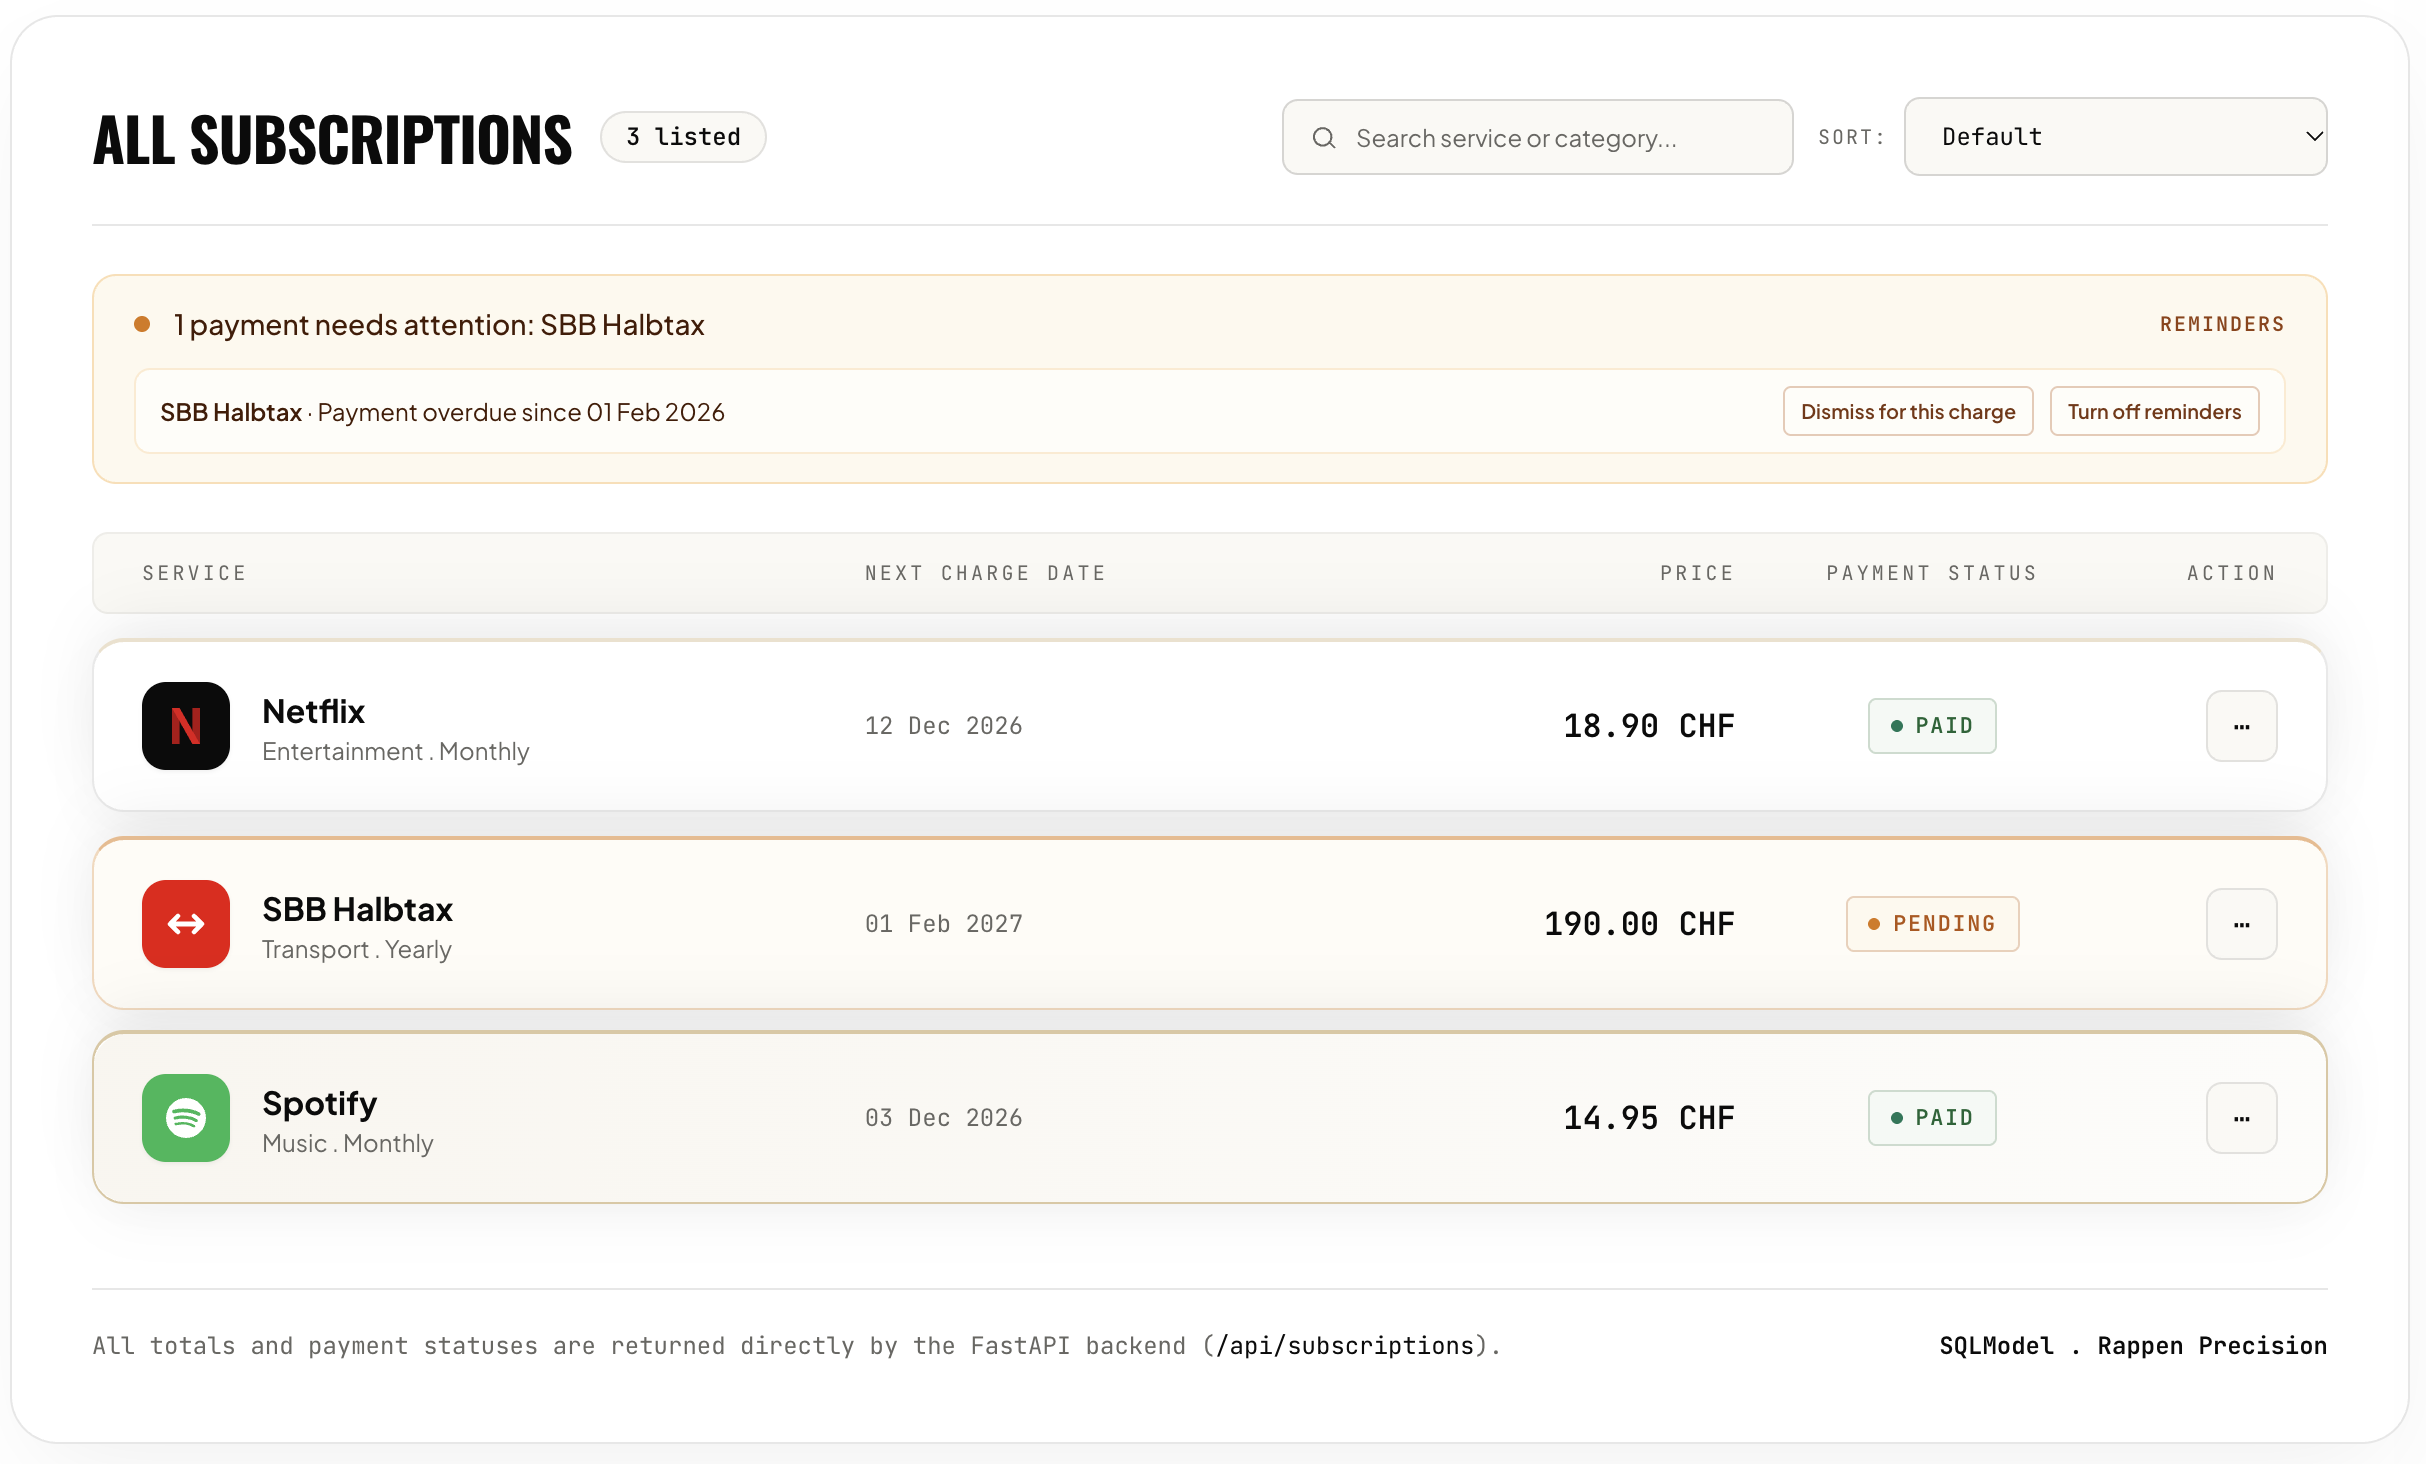 ALL SUBSCRIPTIONS 3 listed Search service or category... SORT: Default
1 payment needs attention: SBB Halbtax REMINDERS
SBB Halbtax · Payment overdue since 01 Feb 2026 Dismiss for this charge Turn off reminders
SERVICE NEXT CHARGE DATE PRICE PAYMENT STATUS ACTION
N
Netflix
Entertainment . Monthly
12 Dec 2026 18.90 CHF PAID ...
SBB Halbtax
Transport . Yearly
01 Feb 2027 190.00 CHF PENDING ...
Spotify
Music . Monthly
03 Dec 2026 14.95 CHF PAID ...
All totals and payment statuses are returned directly by the FastAPI backend (/api/subscriptions). SQLModel . Rappen Precision